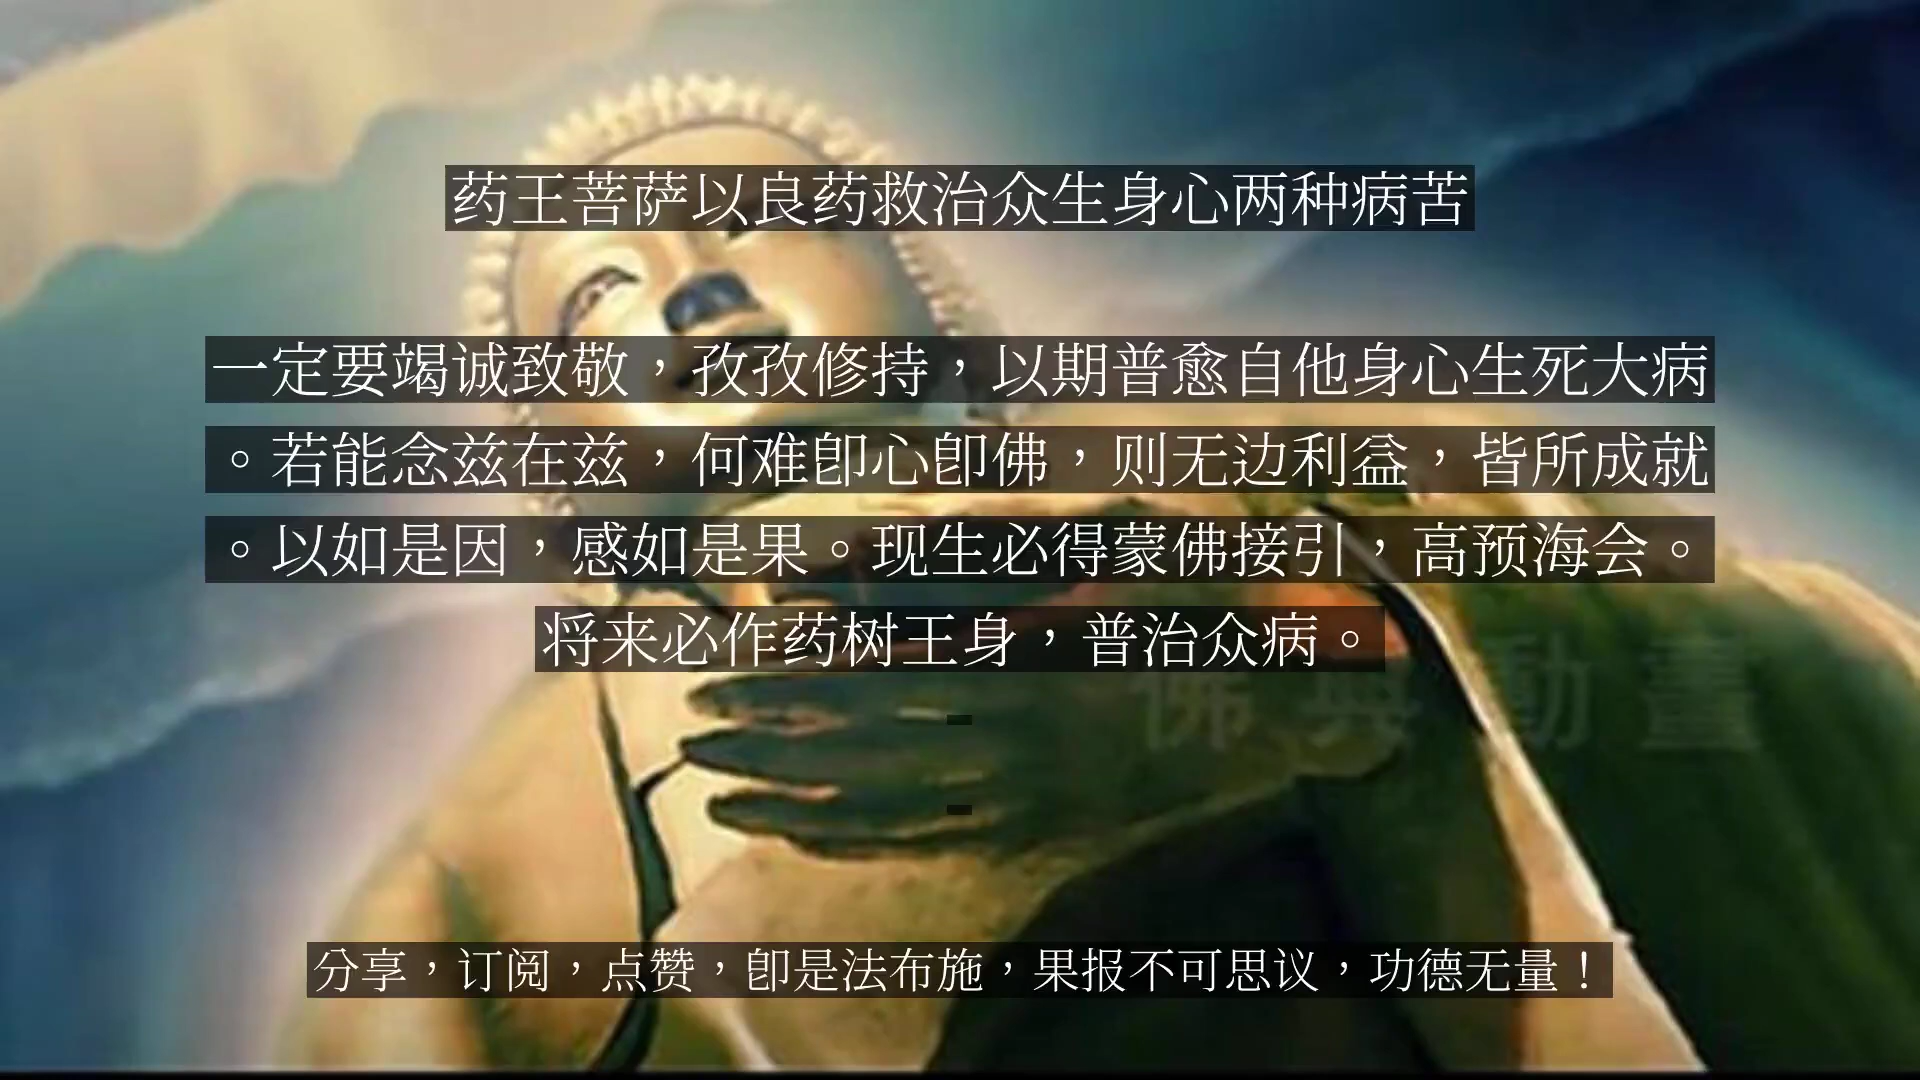 药王菩萨以良药救治众生身心两种病苦
一定要竭诚致敬，孜孜修持，以期普愈自他身心生死大病
。若能念兹在兹，何难即心即佛，则无边利益，皆所成就
。以如是因，感如是果。现生必得蒙佛接引，高预海会。
将来必作药树王身，普治众病。
佛典動畫
分享，订阅，点赞，即是法布施，果报不可思议，功德无量！